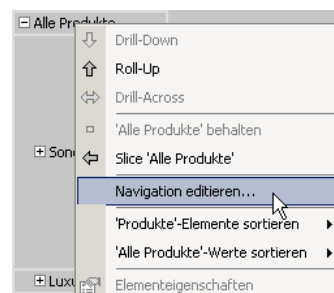 Alle Produkte
Drill-Down
Roll-Up
Drill-Across
'Alle Produkte' behalten
Slice 'Alle Produkte'
Navigation editieren...
'Produkte'-Elemente sortieren
'Alle Produkte'-Werte sortieren
Elementeigenschaften